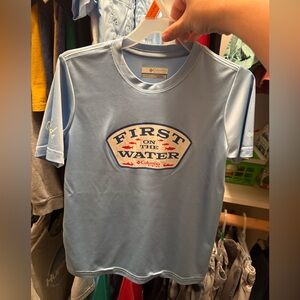 FIRST
ON
THE
WATER
Columbia